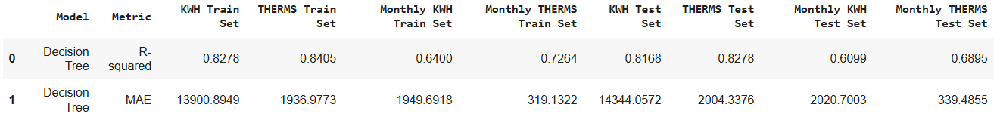 Model Metric KWH Train Set THERMS Train Set Monthly KWH Train Set Monthly THERMS Train Set KWH Test Set THERMS Test Set Monthly KWH Test Set Monthly THERMS Test Set
0 Decision Tree R-squared 0.8278 0.8405 0.6400 0.7264 0.8168 0.8278 0.6099 0.6895
1 Decision Tree MAE 13900.8949 1936.9773 1949.6918 319.1322 14344.0572 2004.3376 2020.7003 339.4855